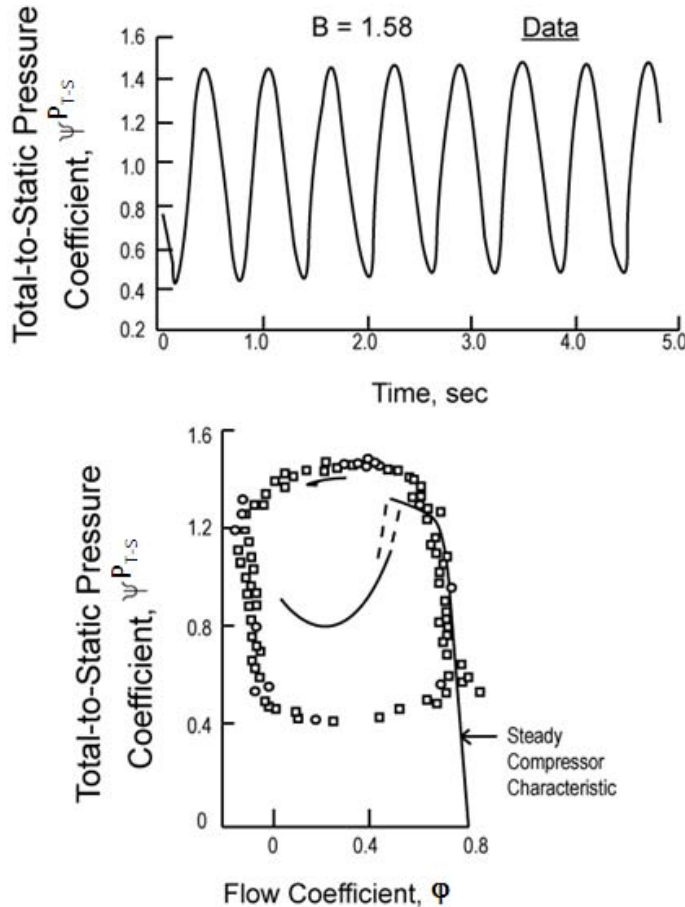 B = 1.58 Data
Total-to-Static Pressure
Coefficient, ψPT-S
1.6
1.4
1.2
1.0
0.8
0.6
0.4
0.2
0 1.0 2.0 3.0 4.0 5.0
Time, sec
Total-to-Static Pressure
Coefficient, ψPT-S
1.6
1.2
0.8
0.4
0
Steady
Compressor
Characteristic
0 0.4 0.8
Flow Coefficient, φ